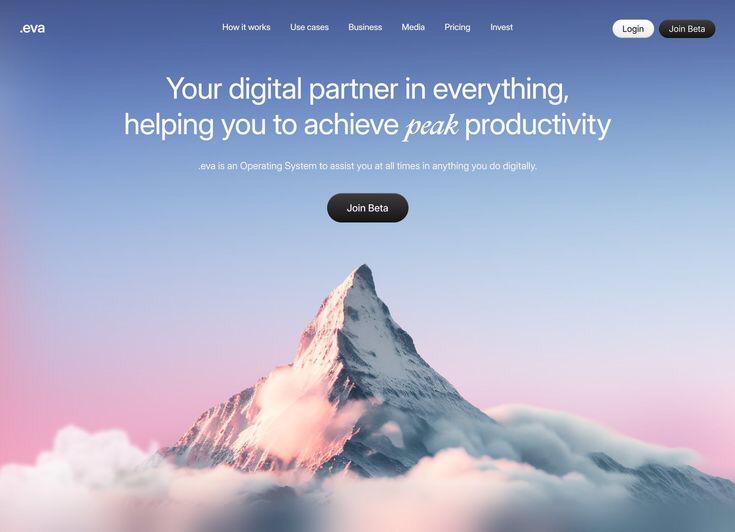 .eva
How it works Use cases Business Media Pricing Invest
Login Join Beta
Your digital partner in everything,
helping you to achieve peak productivity
.eva is an Operating System to assist you at all times in anything you do digitally.
Join Beta